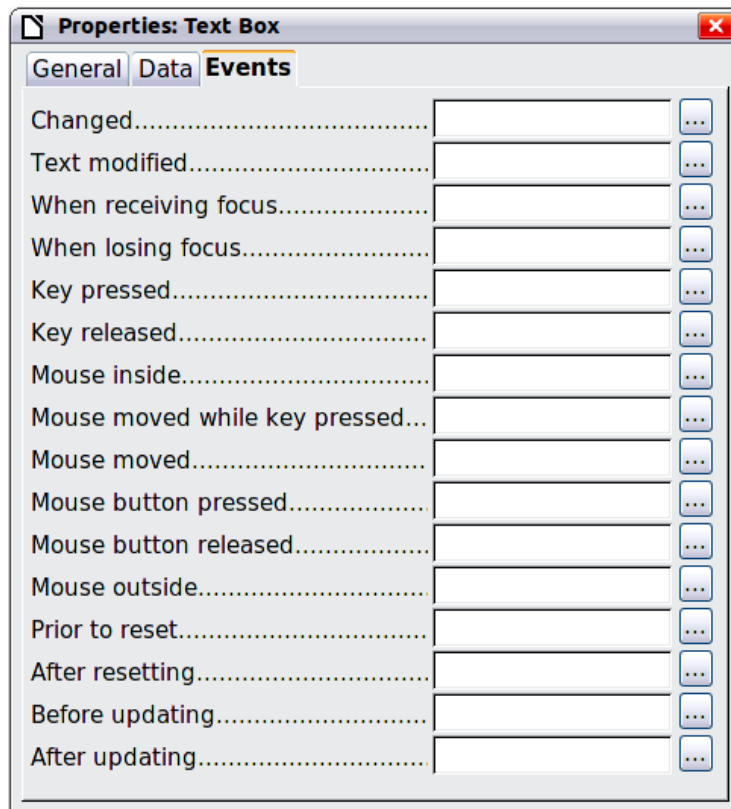 Properties: Text Box
General Data Events
Changed........................................ ...
Text modified................................. ...
When receiving focus..................... ...
When losing focus.......................... ...
Key pressed................................... ...
Key released.................................. ...
Mouse inside.................................. ...
Mouse moved while key pressed... ...
Mouse moved................................ ...
Mouse button pressed................... ...
Mouse button released.................. ...
Mouse outside............................... ...
Prior to reset.................................. ...
After resetting................................ ...
Before updating............................. ...
After updating................................ ...